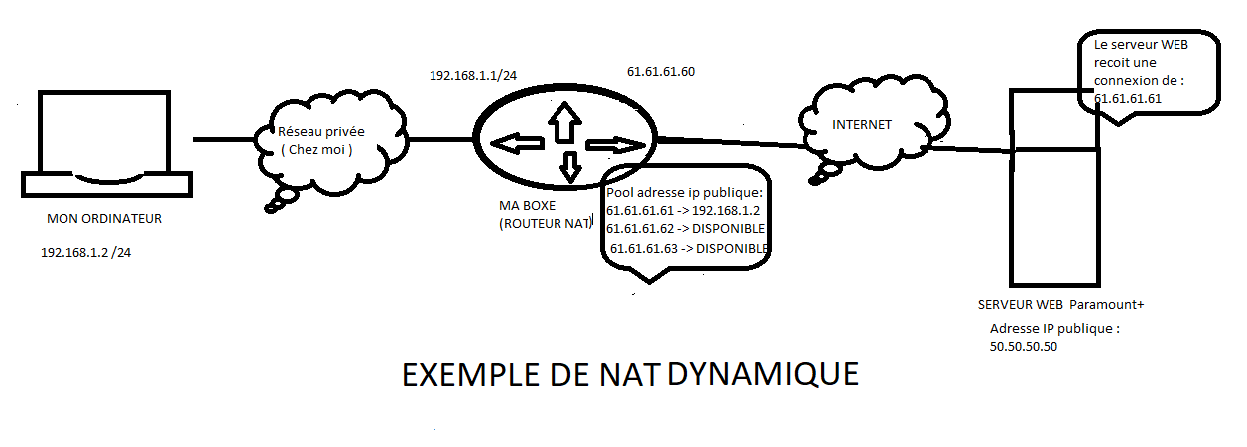 Le serveur WEB
recoit une
connexion de :
61.61.61.61
192.168.1.1/24
61.61.61.60
Réseau privée
( Chez moi )
INTERNET
Pool adresse ip publique:
61.61.61.61 -> 192.168.1.2
61.61.61.62 -> DISPONIBLE
61.61.61.63 -> DISPONIBLE
MA BOXE
(ROUTEUR NAT)
MON ORDINATEUR
192.168.1.2 /24
SERVEUR WEB Paramount+
Adresse IP publique :
50.50.50.50
EXEMPLE DE NAT DYNAMIQUE